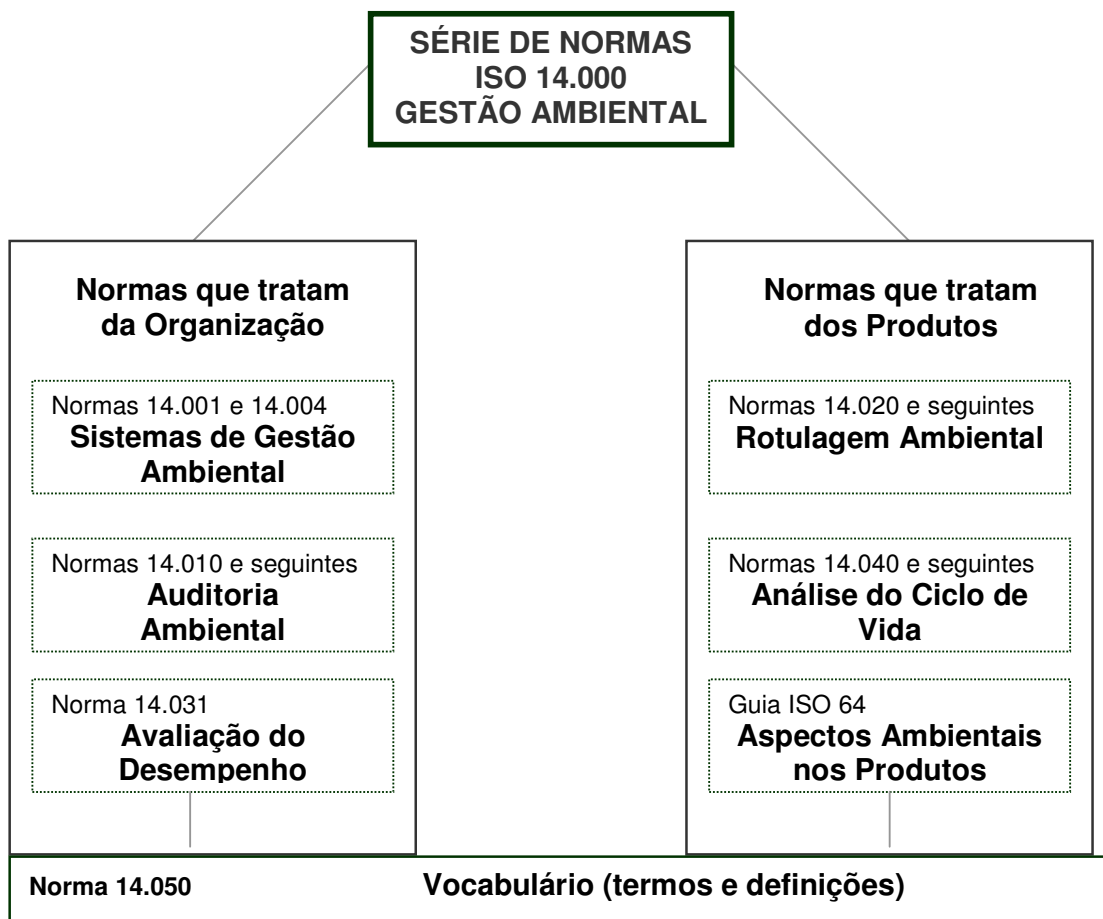 SÉRIE DE NORMAS
ISO 14.000
GESTÃO AMBIENTAL
Normas que tratam
da Organização
Normas 14.001 e 14.004
Sistemas de Gestão
Ambiental
Normas 14.010 e seguintes
Auditoria
Ambiental
Norma 14.031
Avaliação do
Desempenho
Normas que tratam
dos Produtos
Normas 14.020 e seguintes
Rotulagem Ambiental
Normas 14.040 e seguintes
Análise do Ciclo de
Vida
Guia ISO 64
Aspectos Ambientais
nos Produtos
Norma 14.050 Vocabulário (termos e definições)